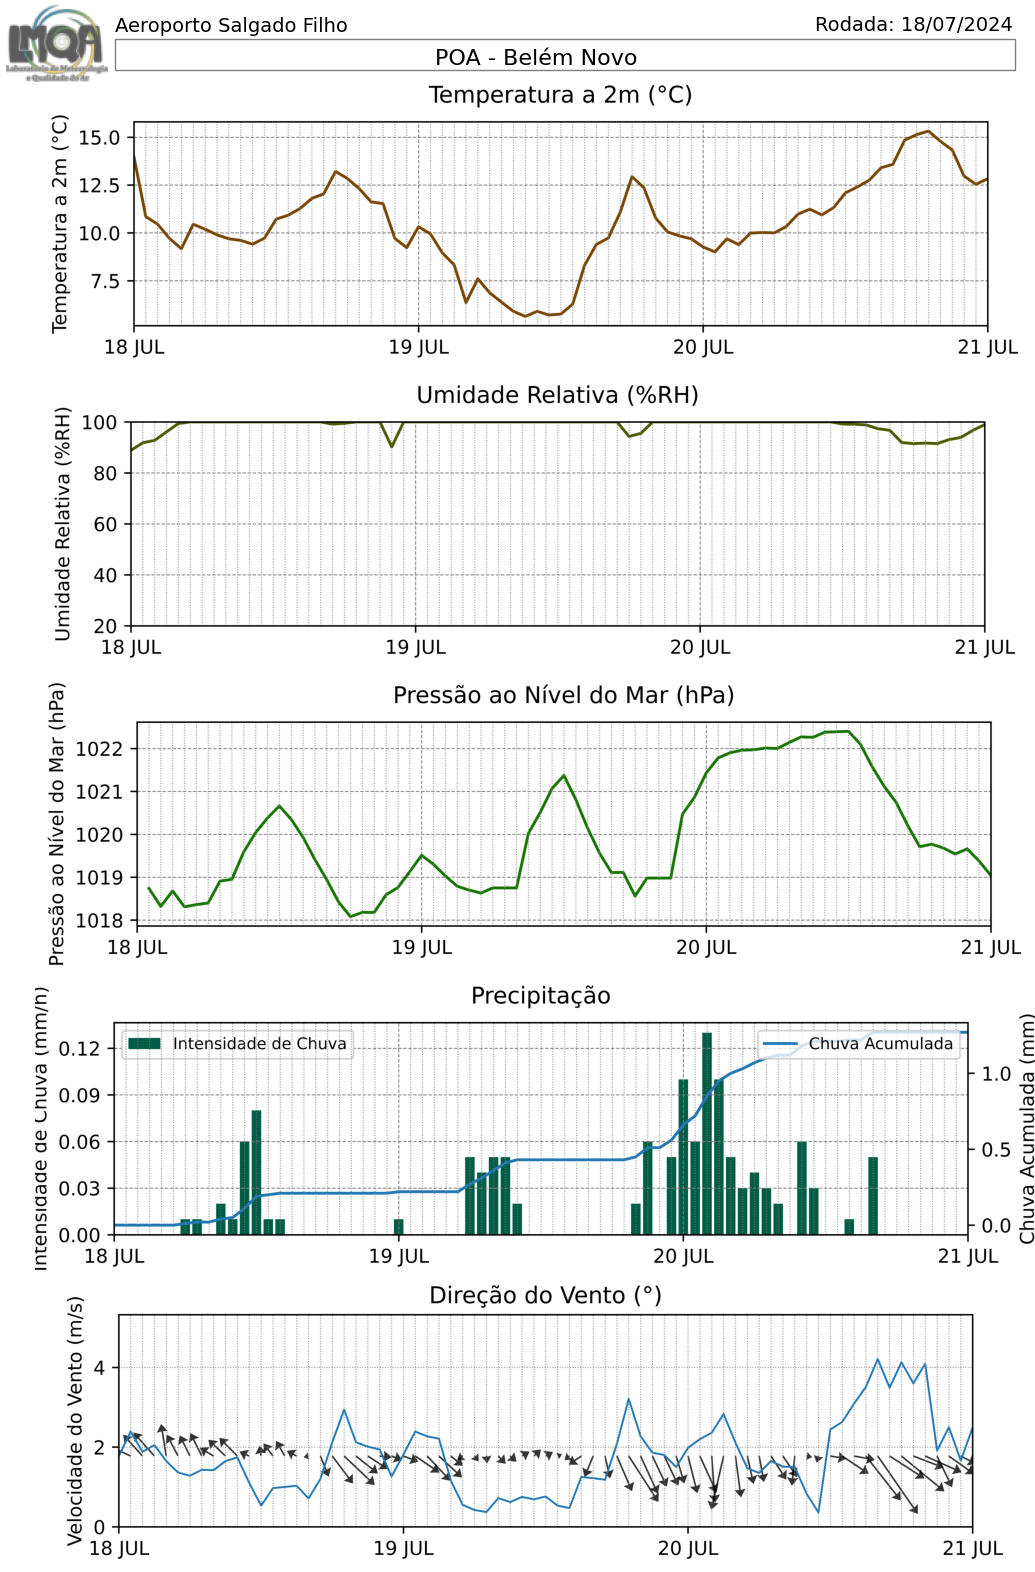 LMQA
Laboratório de Meteorologia
e Qualidade do Ar
Aeroporto Salgado Filho
Rodada: 18/07/2024
POA - Belém Novo
Temperatura a 2m (°C)
Temperatura a 2m (°C)
15.0
12.5
10.0
7.5
18 JUL
19 JUL
20 JUL
21 JUL
Umidade Relativa (%RH)
Umidade Relativa (%RH)
100
80
60
40
20
18 JUL
19 JUL
20 JUL
21 JUL
Pressão ao Nível do Mar (hPa)
Pressão ao Nível do Mar (hPa)
1022
1021
1020
1019
1018
18 JUL
19 JUL
20 JUL
21 JUL
Precipitação
Intensidade de Chuva (mm/h)
0.12
0.09
0.06
0.03
0.00
Intensidade de Chuva
Chuva Acumulada
1.0
0.5
0.0
Chuva Acumulada (mm)
18 JUL
19 JUL
20 JUL
21 JUL
Direção do Vento (°)
Velocidade do Vento (m/s)
4
2
0
18 JUL
19 JUL
20 JUL
21 JUL